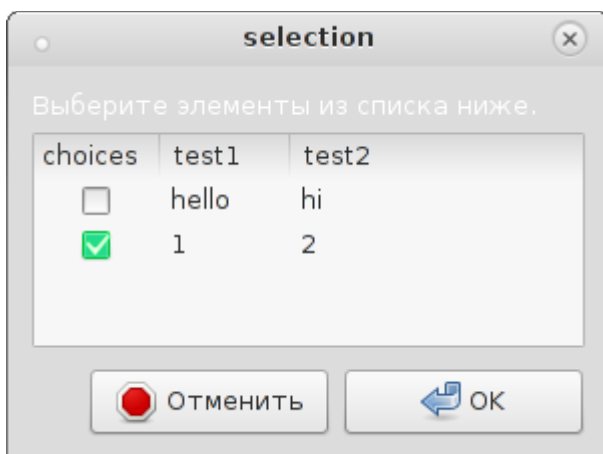 selection
Выберите элементы из списка ниже.
choices test1 test2
hello hi
1 2
Отменить OK